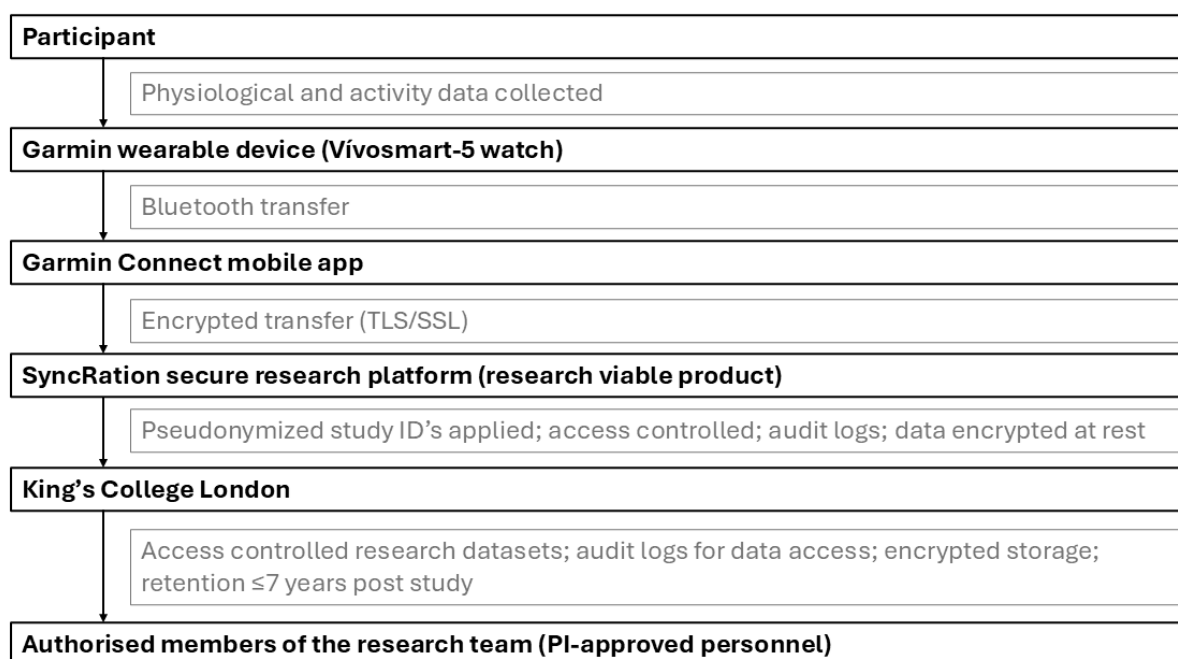 Participant
Physiological and activity data collected
Garmin wearable device (Vívosmart-5 watch)
Bluetooth transfer
Garmin Connect mobile app
Encrypted transfer (TLS/SSL)
SyncRation secure research platform (research viable product)
Pseudonymized study ID’s applied; access controlled; audit logs; data encrypted at rest
King’s College London
Access controlled research datasets; audit logs for data access; encrypted storage;
retention ≤7 years post study
Authorised members of the research team (PI-approved personnel)